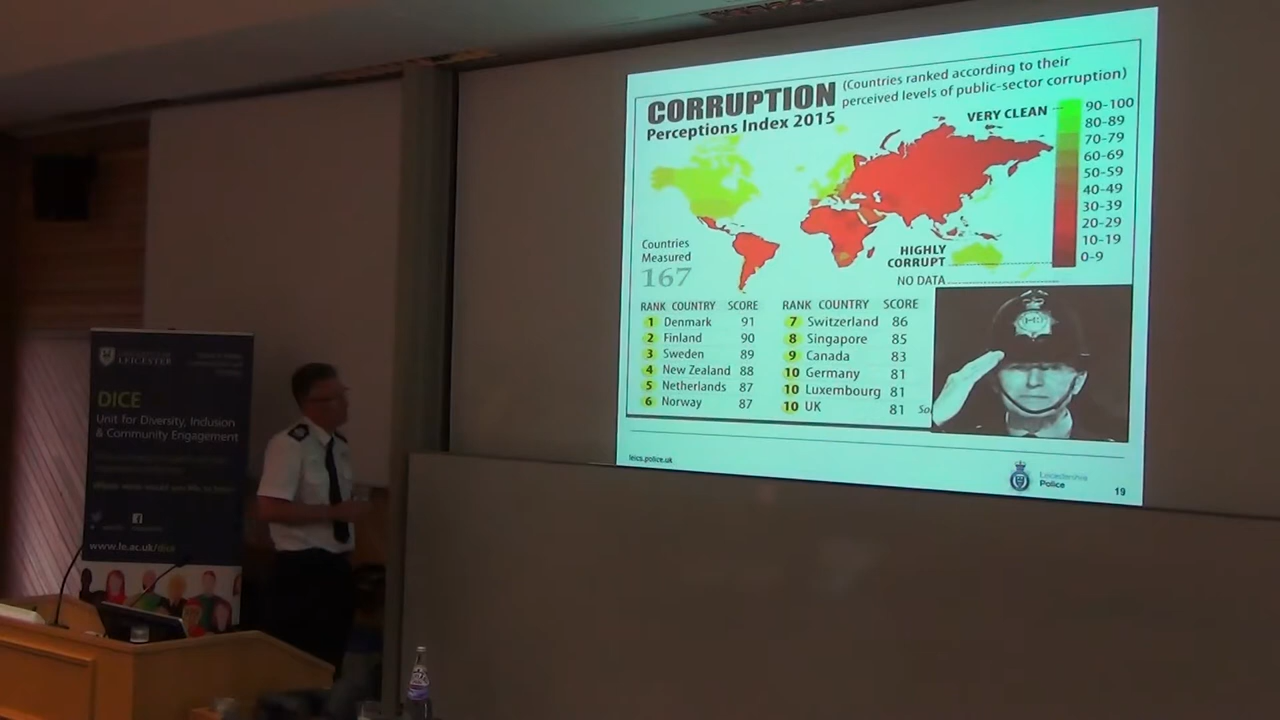 CORRUPTION
Perceptions Index 2015
(Countries ranked according to their
perceived levels of public-sector corruption)
VERY CLEAN
90-100
80-89
70-79
60-69
50-59
40-49
30-39
20-29
10-19
0-9
HIGHLY
CORRUPT
NO DATA
Countries
Measured
167
RANK COUNTRY SCORE
1 Denmark 91
2 Finland 90
3 Sweden 89
4 New Zealand 88
5 Netherlands 87
6 Norway 87
RANK COUNTRY SCORE
7 Switzerland 86
8 Singapore 85
9 Canada 83
10 Germany 81
10 Luxembourg 81
10 UK 81
leics.police.uk
Leicestershire
Police
19
LEICESTER
DICE
Unit for Diversity, Inclusion
& Community Engagement
www.le.ac.uk/dice